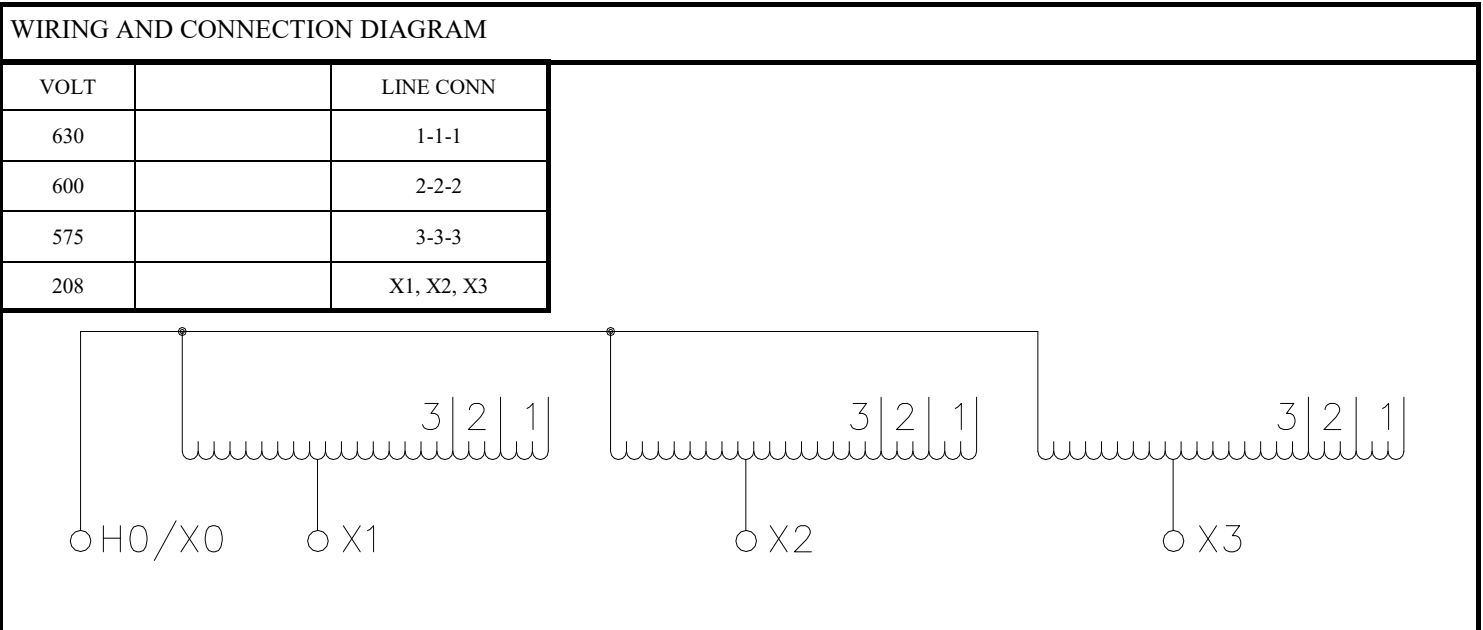 WIRING AND CONNECTION DIAGRAM
VOLT LINE CONN
630 1-1-1
600 2-2-2
575 3-3-3
208 X1, X2, X3
3 2 1 3 2 1 3 2 1
H0/X0 X1 X2 X3